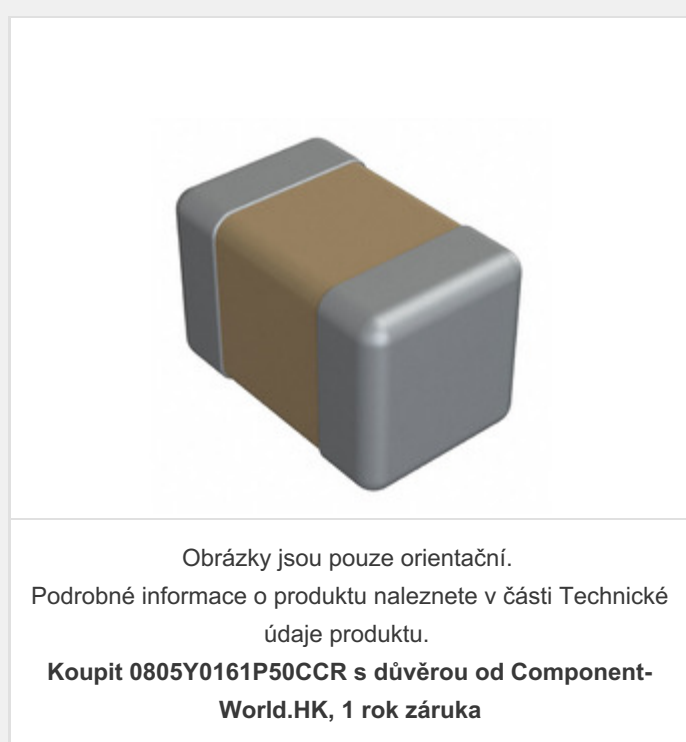 Obrázky jsou pouze orientační.
Podrobné informace o produktu naleznete v části Technické
údaje produktu.
Koupit 0805Y0161P50CCR s důvěrou od Component-
World.HK, 1 rok záruka